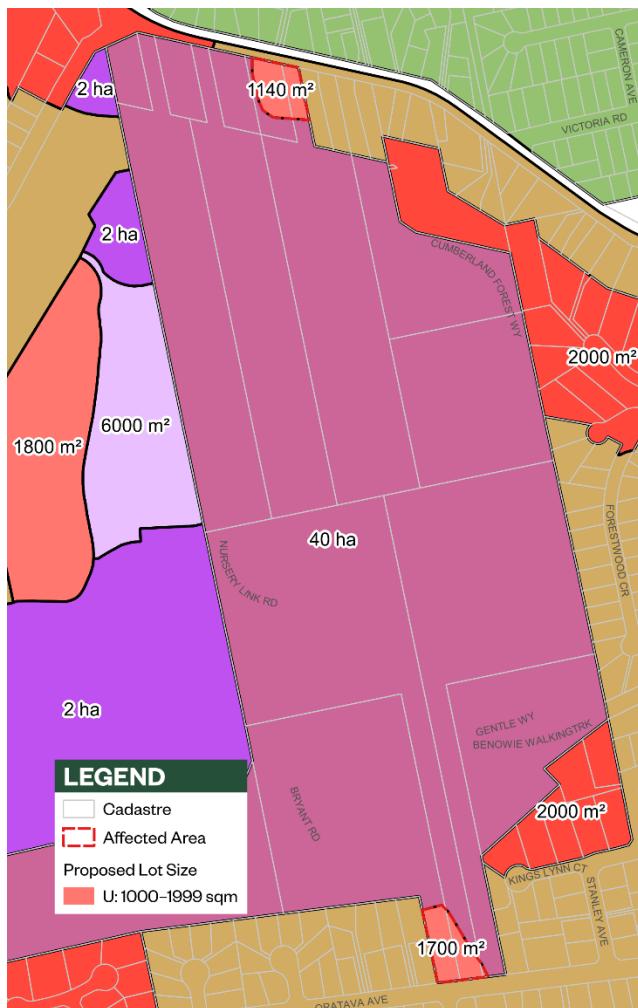 CAMERON AVE
VICTORIA RD
2 ha
1140 m²
2 ha
CUMBERLAND FOREST WY
2000 m²
6000 m²
1800 m²
FORESTWOOD CR
40 ha
NURSERY LINK RD
2 ha
GENTLE WY
BENOWIE WALKINGTRK
BRYANT RD
2000 m²
KINGS LYNN CT
STANLEY AVE
1700 m²
ORATAVA AVE
LEGEND
Cadastre
Affected Area
Proposed Lot Size
U: 1000–1999 sqm